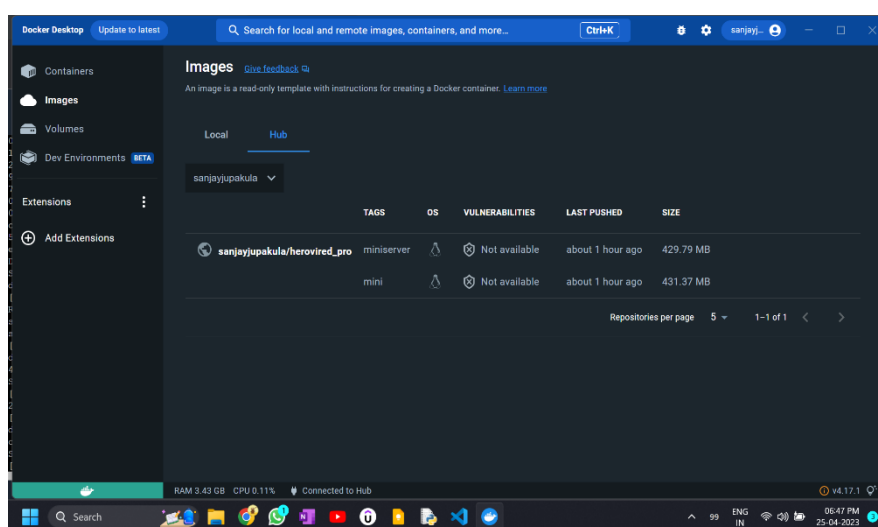 Docker Desktop Update to latest Search for local and remote images, containers, and more... Ctrl+K sanjayj...
Containers
Images
Volumes
Dev Environments BETA
Extensions
Add Extensions
Images Give feedback
An image is a read-only template with instructions for creating a Docker container. Learn more
Local Hub
sanjayjupakula
TAGS OS VULNERABILITIES LAST PUSHED SIZE
sanjayjupakula/herovired_pro miniserver Not available about 1 hour ago 429.79 MB
mini Not available about 1 hour ago 431.37 MB
Repositories per page 5 1–1 of 1
RAM 3.43 GB CPU 0.11% Connected to Hub v4.17.1
Search 99 ENG 06:47 PM
IN 25-04-2023